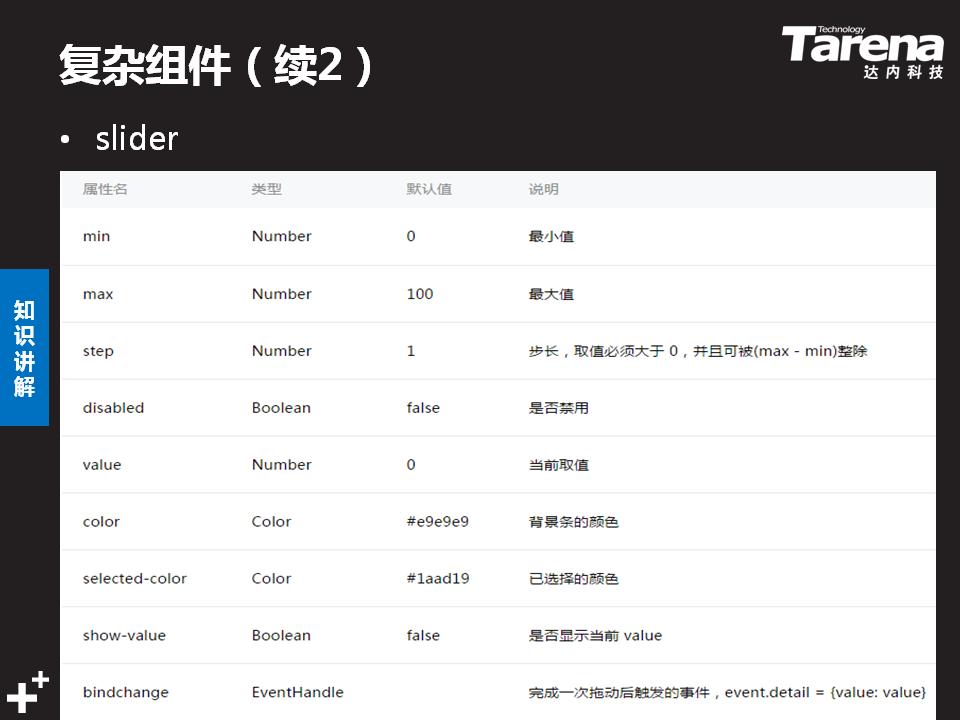 复杂组件（续2）
Technology
Tarena
达内科技
• slider
知识讲解
属性名 类型 默认值 说明
min Number 0 最小值
max Number 100 最大值
step Number 1 步长，取值必须大于 0，并且可被(max - min)整除
disabled Boolean false 是否禁用
value Number 0 当前取值
color Color #e9e9e9 背景条的颜色
selected-color Color #1aad19 已选择的颜色
show-value Boolean false 是否显示当前 value
bindchange EventHandle 完成一次拖动后触发的事件，event.detail = {value: value}